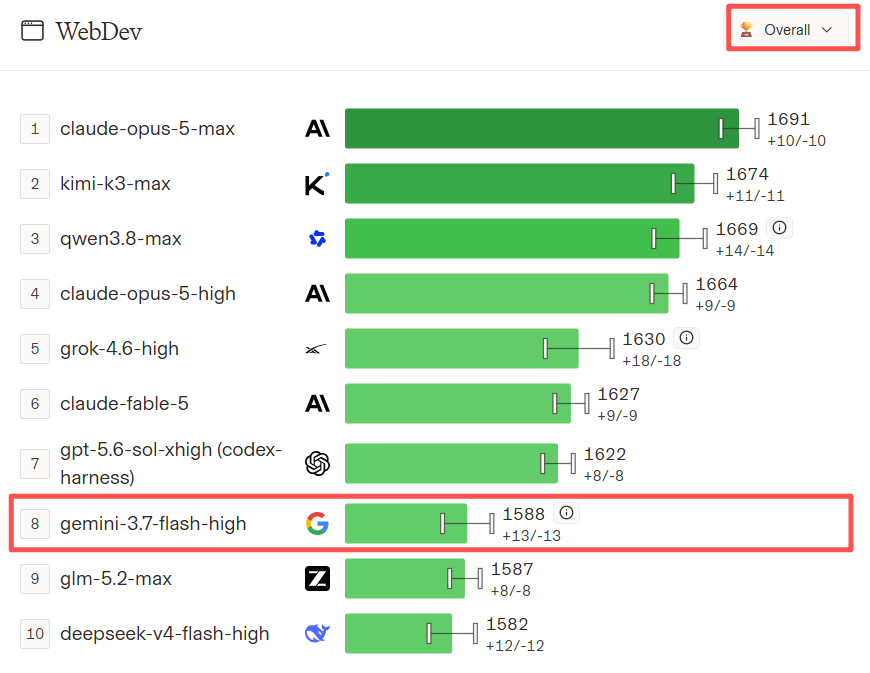 WebDev
Overall
1 claude-opus-5-max 1691
+10/-10
2 kimi-k3-max 1674
+11/-11
3 qwen3.8-max 1669
+14/-14
4 claude-opus-5-high 1664
+9/-9
5 grok-4.6-high 1630
+18/-18
6 claude-fable-5 1627
+9/-9
7 gpt-5.6-sol-xhigh (codex-
harness) 1622
+8/-8
8 gemini-3.7-flash-high 1588
+13/-13
9 glm-5.2-max 1587
+8/-8
10 deepseek-v4-flash-high 1582
+12/-12